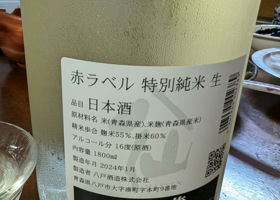 赤ラベル 特別純米 生
品目 日本酒
原材料名 米(青森県産)、米麹(青森県産米)
精米歩合 麹米55%、掛米60%
アルコール分 16度(原酒)
内容量 1800ml
製造年月 2024年1月
製造者 八戸酒造株式会社
青森県八戸市大字湊町字本町9番地